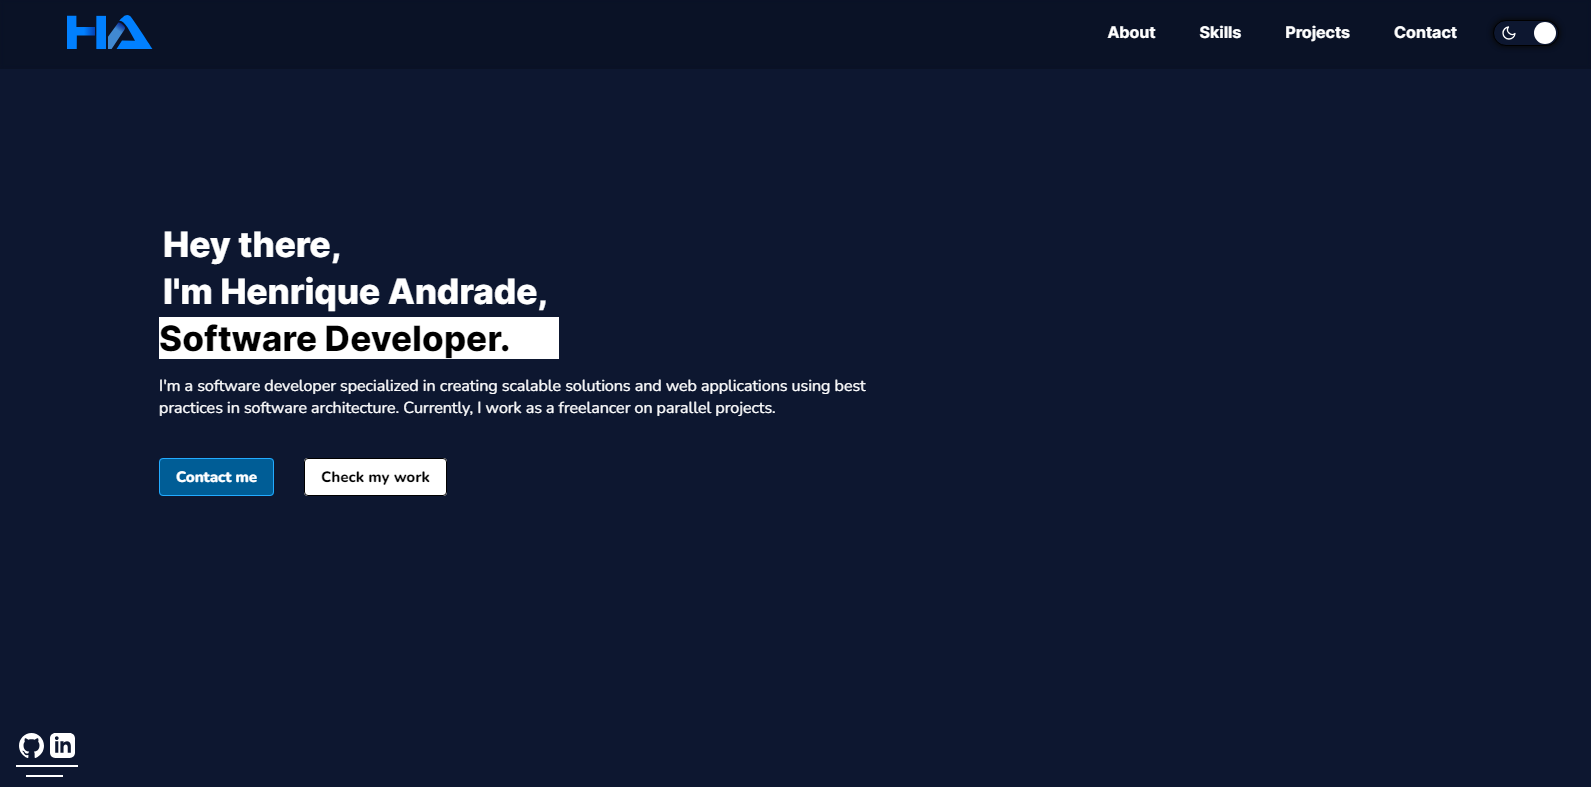 HA
About
Skills
Projects
Contact
Hey there,
I'm Henrique Andrade,
Software Developer.
I'm a software developer specialized in creating scalable solutions and web applications using best
practices in software architecture. Currently, I work as a freelancer on parallel projects.
Contact me
Check my work
in